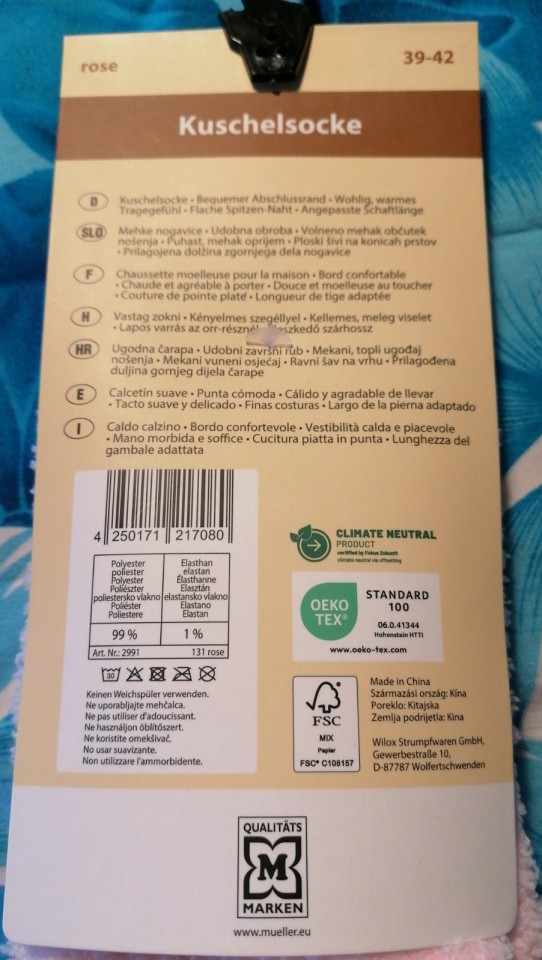 rose
39-42
Kuschelsocke
D
Kuschelsocke • Bequemer Abschlussrand • Wohlig, warmes
Tragegefühl • Flache Spitzen-Naht • Angepasste Schaftlänge
SLO
Mehke nogavice • Udobna obroba • Volneno mehak občutek
nošenja • Puhast, mehak oprijem • Ploski šivi na konicah prstov
• Prilagojena dolžina zgornjega dela nogavice
F
Chaussette moelleuse pour la maison • Bord confortable
• Chaude et agréable à porter • Douce et moelleuse au toucher
• Couture de pointe plate • Longueur de tige adaptée
H
Vastag zokni • Kényelmes szegéllyel • Kellemes, meleg viselet
• Lapos varrás az szárhossz
HR
Ugodna čarapa • Udobni završni rub • Mekani, topli ugođaj
nošenja • Mekani vuneni osjećaj • Ravni šav na vrhu • Prilagođena
duljina gornjeg dijela čarape
E
Calcetín suave • Punta cómoda • Cálido y agradable de llevar
• Tacto suave y delicado • Finas costuras • Largo de la pierna adaptado
I
Caldo calzino • Bordo confortevole • Vestibilità calda e piacevole
• Mano morbida e soffice • Cucitura piatta in punta • Lunghezza del
gambale adattata
4 250171 217080
Polyester
poliester
Polyester
Poliészter
poliestersko vlakno
Poliéster
Poliestere
Elasthan
elastan
Élasthanne
Elasztán
elastansko vlakno
Elastano
Elastan
99 %
1 %
Art. Nr.: 2991
131 rose
30
Keinen Weichspüler verwenden.
Ne uporabljajte mehčalca.
Ne pas utiliser d'adoucissant.
Ne használjon öblítőszert.
Ne koristite omekšivač.
No usar suavizante.
Non utilizzare l'ammorbidente.
CLIMATE NEUTRAL
PRODUCT
certified by Fokus Zukunft
climate neutral via offsetting
OEKO
TEX®
STANDARD
100
06.0.41344
Hohenstein HTTI
www.oeko-tex.com
FSC
MIX
Papier
FSC® C108157
Made in China
Származási ország: Kína
Poreklo: Kitajska
Zemlja podrijetla: Kina
Wilox Strumpfwaren GmbH,
Gewerbestraße 10,
D-87787 Wolfertschwenden
QUALITÄTS
M
MARKEN
www.mueller.eu